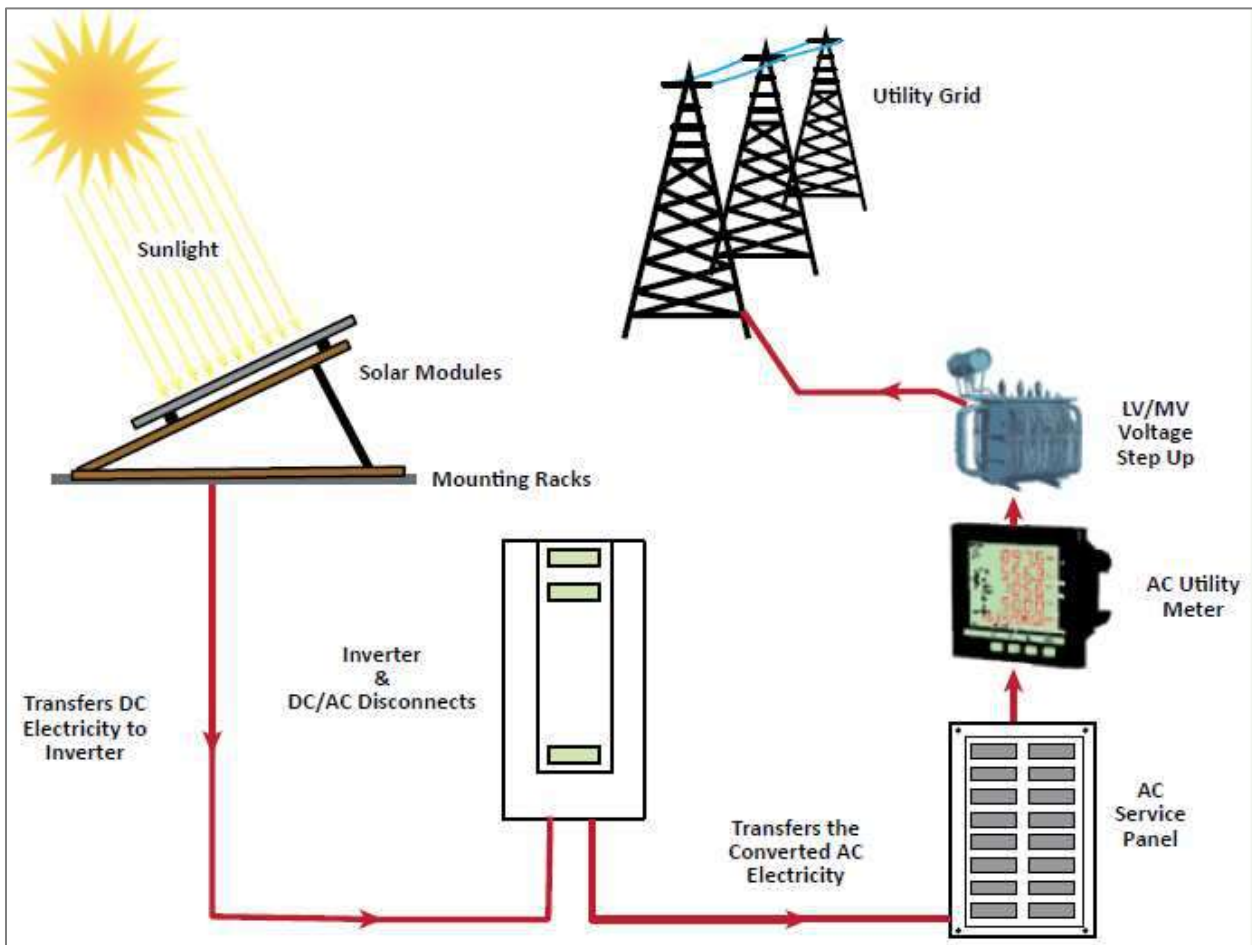 Utility Grid
Sunlight
Solar Modules
LV/MV
Voltage
Step Up
Mounting Racks
AC Utility
Meter
Inverter
&
DC/AC Disconnects
Transfers DC
Electricity to
Inverter
AC
Service
Panel
Transfers the
Converted AC
Electricity